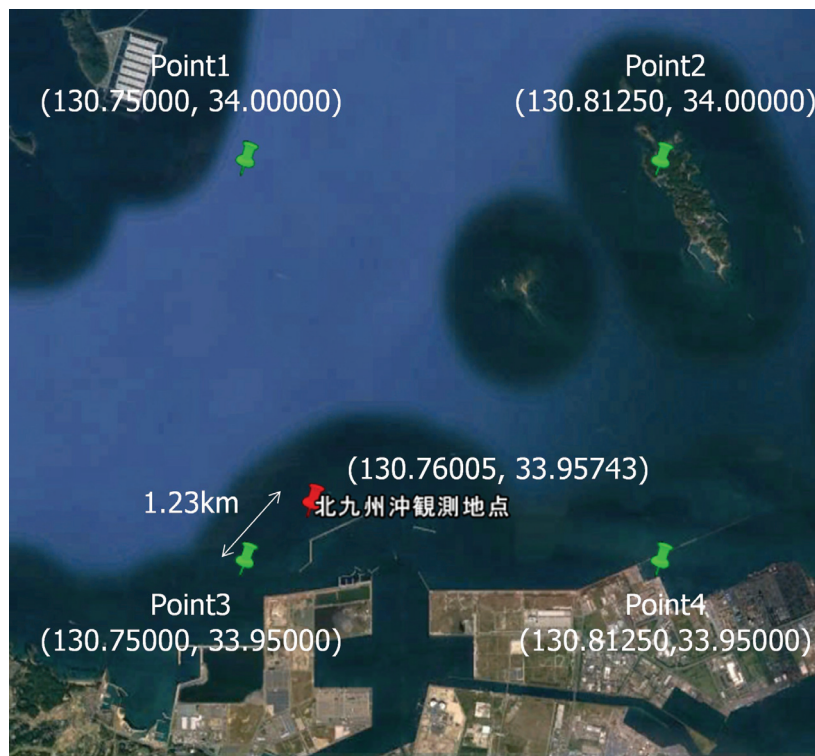 Point1
(130.75000, 34.00000)
Point2
(130.81250, 34.00000)
(130.76005, 33.95743)
1.23km
北九州沖観測地点
Point3
(130.75000, 33.95000)
Point4
(130.81250,33.95000)